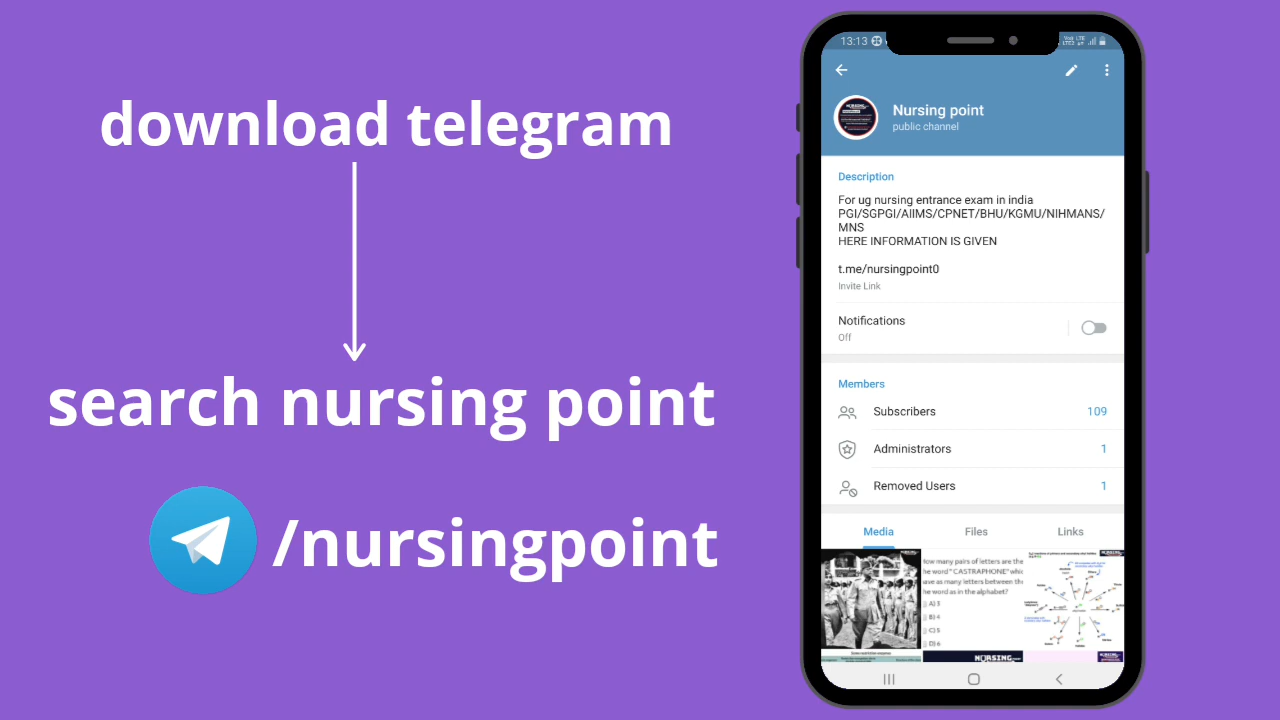 download telegram
search nursing point
/nursingpoint
13:13
Nursing point
public channel
Description
For ug nursing entrance exam in india
PGI/SGPGI/AIIMS/CPNET/BHU/KGMU/NIHMANS/
MNS
HERE INFORMATION IS GIVEN
t.me/nursingpoint0
Invite Link
Notifications
Off
Members
Subscribers 109
Administrators 1
Removed Users 1
Media Files Links
how many pairs of letters are the
he word "CASTRAPHONE" whic
ave as many letters between the
he word as in the alphabet?
A) 3
B) 4
C) 5
D) 6
NURSING